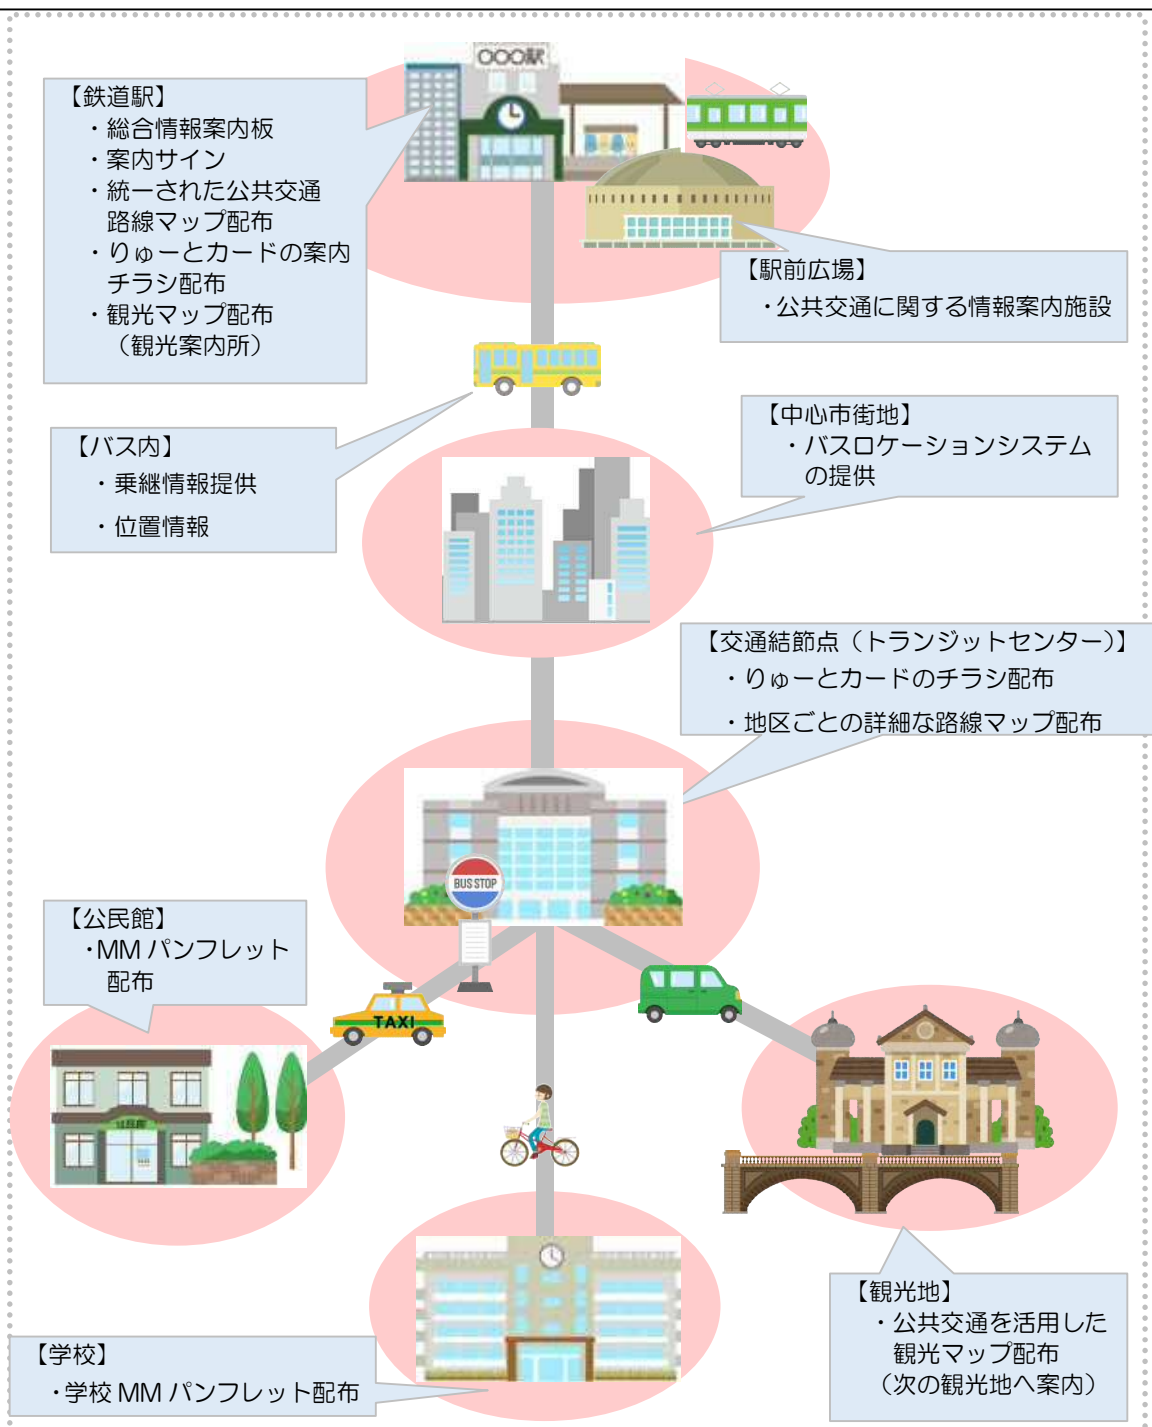 〇〇〇駅
【鉄道駅】
・総合情報案内板
・案内サイン
・統一された公共交通
路線マップ配布
・りゅーとカードの案内
チラシ配布
・観光マップ配布
（観光案内所）
【駅前広場】
・公共交通に関する情報案内施設
【バス内】
・乗継情報提供
・位置情報
【中心市街地】
・バスロケーションシステム
の提供
【交通結節点（トランジットセンター）】
・りゅーとカードのチラシ配布
・地区ごとの詳細な路線マップ配布
BUS STOP
【公民館】
・MM パンフレット
配布
TAXI
公民館
【観光地】
・公共交通を活用した
観光マップ配布
（次の観光地へ案内）
【学校】
・学校 MM パンフレット配布